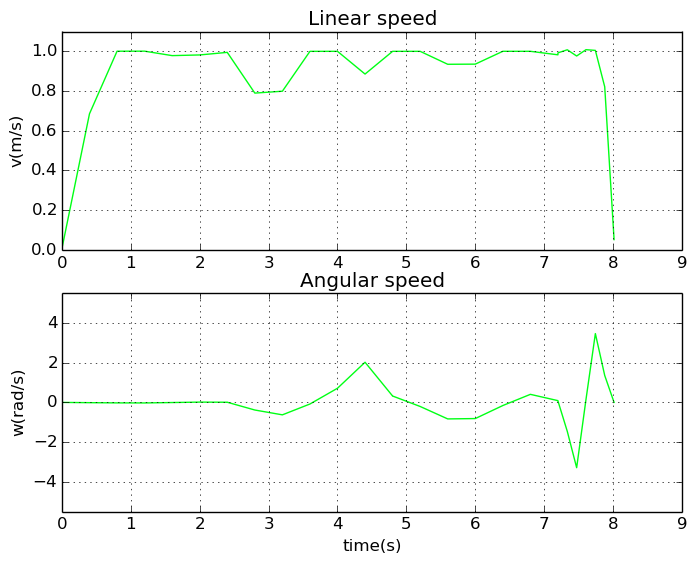 Linear speed
1.0
0.8
0.6
0.4
0.2
0.0
v(m/s)
0 1 2 3 4 5 6 7 8 9
Angular speed
4
2
0
−2
−4
w(rad/s)
0 1 2 3 4 5 6 7 8 9
time(s)